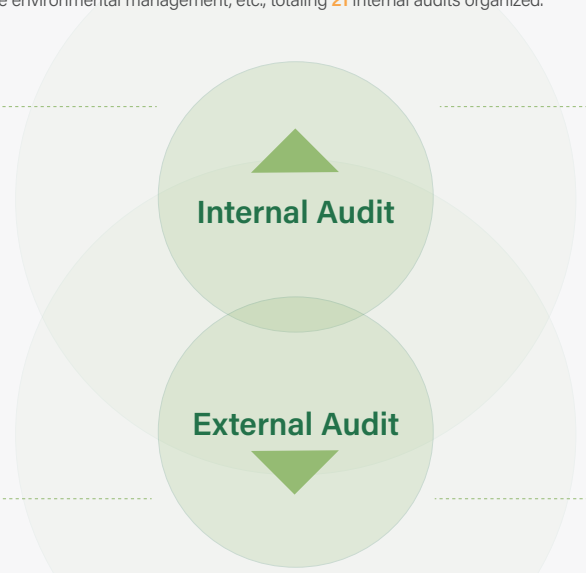 e environmental management, etc., totaling 21 internal audits organized.
Internal Audit
External Audit